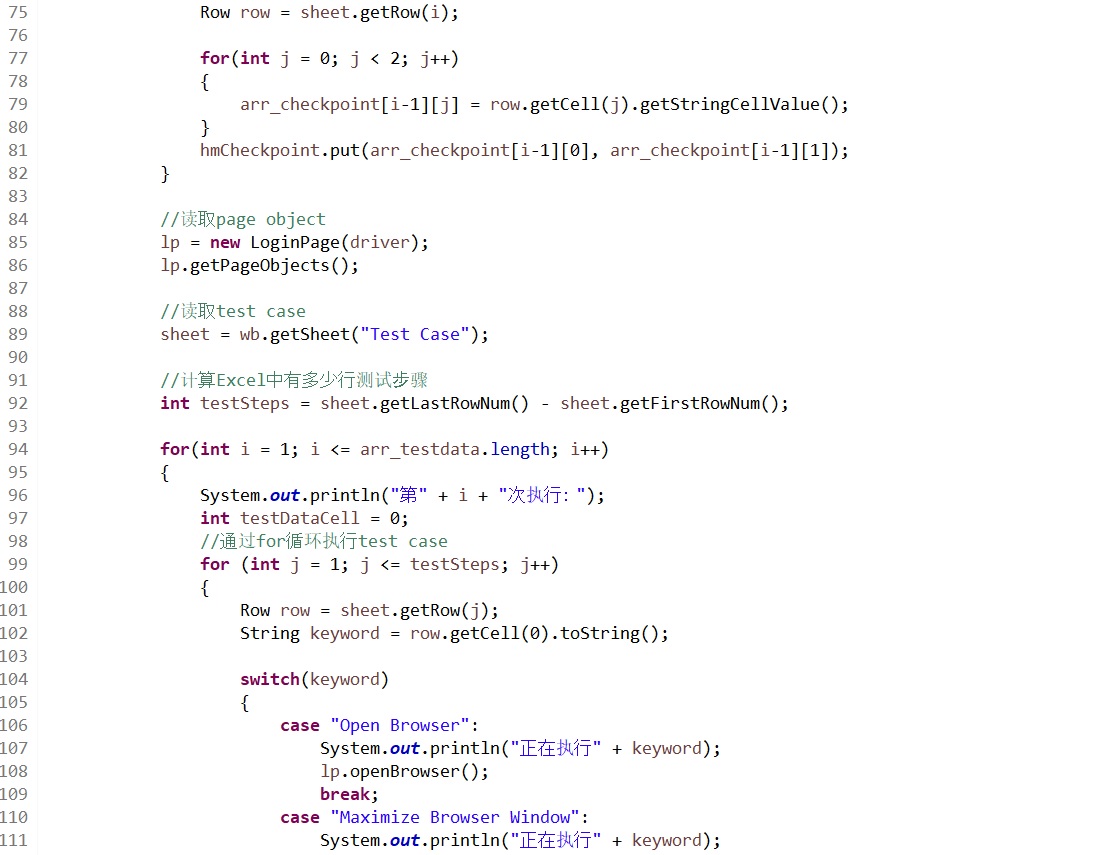 75 Row row = sheet.getRow(i);
76
77 for(int j = 0; j < 2; j++)
78 {
79 arr_checkpoint[i-1][j] = row.getCell(j).getStringCellValue();
80 }
81 hmCheckpoint.put(arr_checkpoint[i-1][0], arr_checkpoint[i-1][1]);
82 }
83
84 //读取page object
85 lp = new LoginPage(driver);
86 lp.getPageObjects();
87
88 //读取test case
89 sheet = wb.getSheet("Test Case");
90
91 //计算Excel中有多少行测试步骤
92 int testSteps = sheet.getLastRowNum() - sheet.getFirstRowNum();
93
94 for(int i = 1; i <= arr_testdata.length; i++)
95 {
96 System.out.println("第" + i + "次执行：");
97 int testDataCell = 0;
98 //通过for循环执行test case
99 for (int j = 1; j <= testSteps; j++)
100 {
101 Row row = sheet.getRow(j);
102 String keyword = row.getCell(0).toString();
103
104 switch(keyword)
105 {
106 case "Open Browser":
107 System.out.println("正在执行" + keyword);
108 lp.openBrowser();
109 break;
110 case "Maximize Browser Window":
111 System.out.println("正在执行" + keyword);